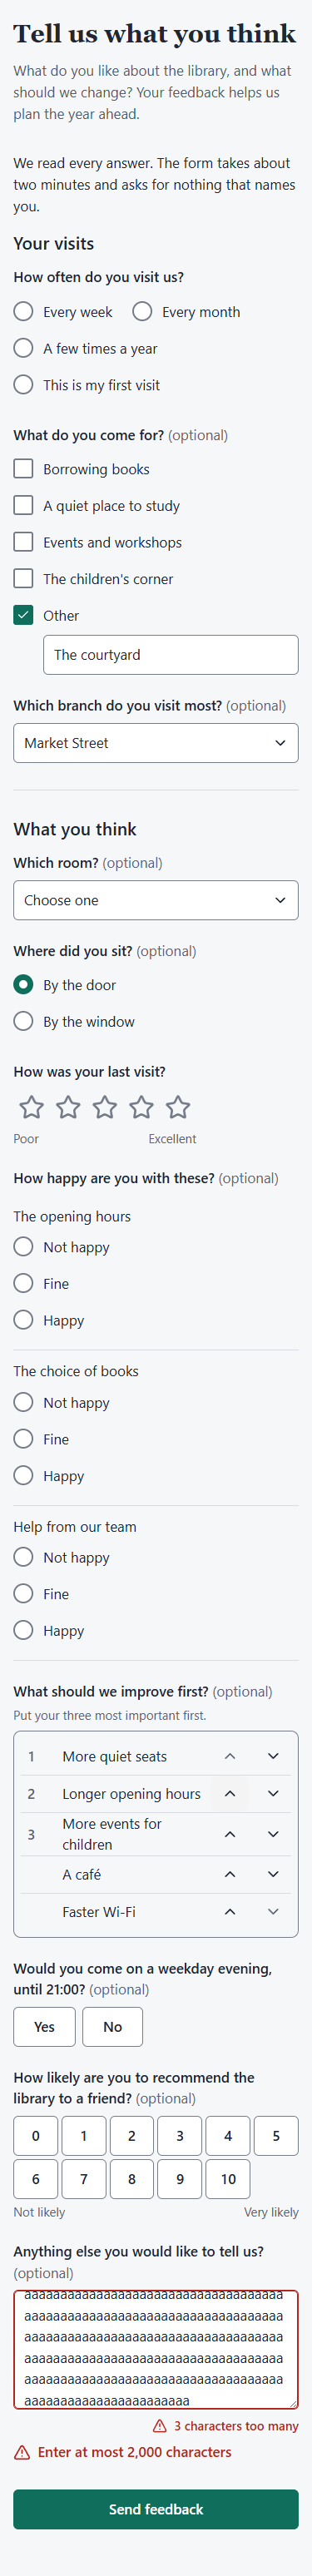 Tell us what you think
What do you like about the library, and what
should we change? Your feedback helps us
plan the year ahead.
We read every answer. The form takes about
two minutes and asks for nothing that names
you.
Your visits
How often do you visit us?
Every week Every month
A few times a year
This is my first visit
What do you come for? (optional)
Borrowing books
A quiet place to study
Events and workshops
The children's corner
Other
The courtyard
Which branch do you visit most? (optional)
Market Street
What you think
Which room? (optional)
Choose one
Where did you sit? (optional)
By the door
By the window
How was your last visit?
Poor Excellent
How happy are you with these? (optional)
The opening hours
Not happy
Fine
Happy
The choice of books
Not happy
Fine
Happy
Help from our team
Not happy
Fine
Happy
What should we improve first? (optional)
Put your three most important first.
1 More quiet seats
2 Longer opening hours
3 More events for
children
A café
Faster Wi-Fi
Would you come on a weekday evening,
until 21:00? (optional)
Yes No
How likely are you to recommend the
library to a friend? (optional)
0 1 2 3 4 5
6 7 8 9 10
Not likely Very likely
Anything else you would like to tell us?
(optional)
aaaaaaaaaaaaaaaaaaaaaaaaaaaaaaaaaaaa
aaaaaaaaaaaaaaaaaaaaaaaaaaaaaaaaaaaa
aaaaaaaaaaaaaaaaaaaaaaaaaaaaaaaaaaaa
aaaaaaaaaaaaaaaaaaaaaaaaaaaaaaaaaaaa
aaaaaaaaaaaaaaaaaaaaaaaaaaaaaaaaaaaa
aaaaaaaaaaaaaaaaaaaaaaa
3 characters too many
Enter at most 2,000 characters
Send feedback